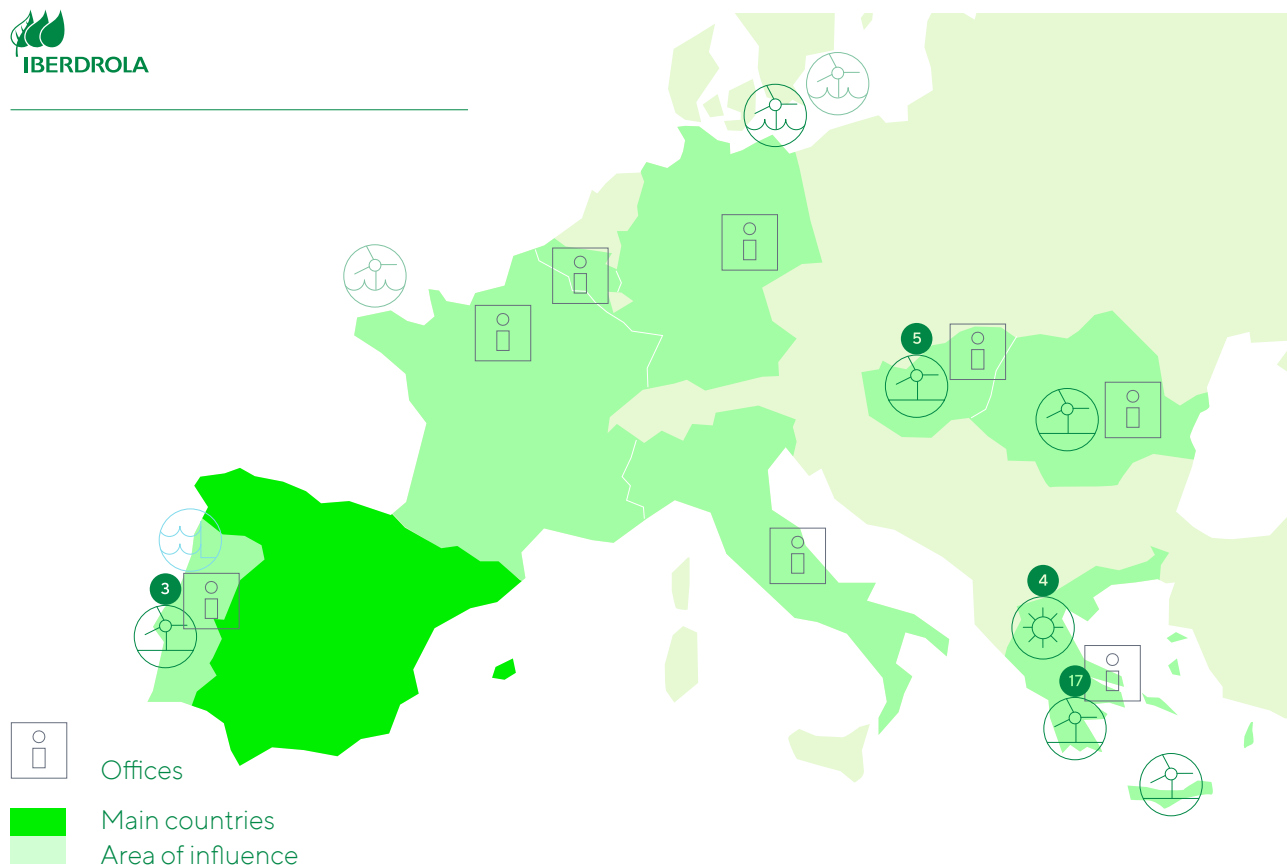 IBERDROLA
5
3
4
17
Offices
Main countries
Area of influence